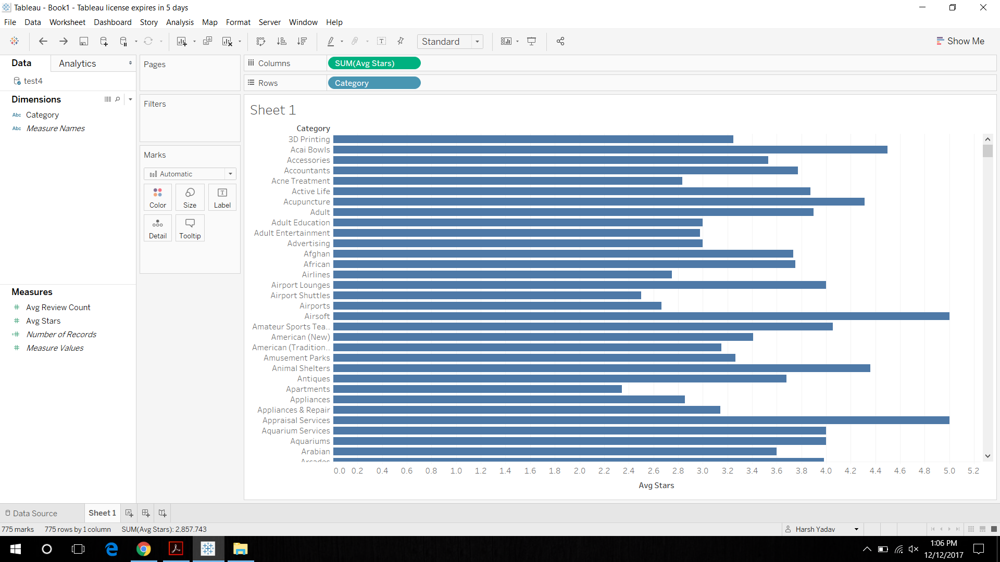 Tableau - Book1 - Tableau license expires in 5 days
File Data Worksheet Dashboard Story Analysis Map Format Server Window Help
Standard
Show Me
Data Analytics
test4
Dimensions
Abc Category
Abc Measure Names
Measures
# Avg Review Count
# Avg Stars
=# Number of Records
# Measure Values
Pages
Filters
Marks
Automatic
Color Size Label
Detail Tooltip
Columns SUM(Avg Stars)
Rows Category
Sheet 1
Category
3D Printing
Acai Bowls
Accessories
Accountants
Acne Treatment
Active Life
Acupuncture
Adult
Adult Education
Adult Entertainment
Advertising
Afghan
African
Airlines
Airport Lounges
Airport Shuttles
Airports
Airsoft
Amateur Sports Tea..
American (New)
American (Tradition..
Amusement Parks
Animal Shelters
Antiques
Apartments
Appliances
Appliances & Repair
Appraisal Services
Aquarium Services
Aquariums
Arabian
Arcades
0.0 0.2 0.4 0.6 0.8 1.0 1.2 1.4 1.6 1.8 2.0 2.2 2.4 2.6 2.8 3.0 3.2 3.4 3.6 3.8 4.0 4.2 4.4 4.6 4.8 5.0 5.2
Avg Stars
Data Source Sheet 1
775 marks 775 rows by 1 column SUM(Avg Stars): 2,857.743
Harsh Yadav
1:06 PM
12/12/2017